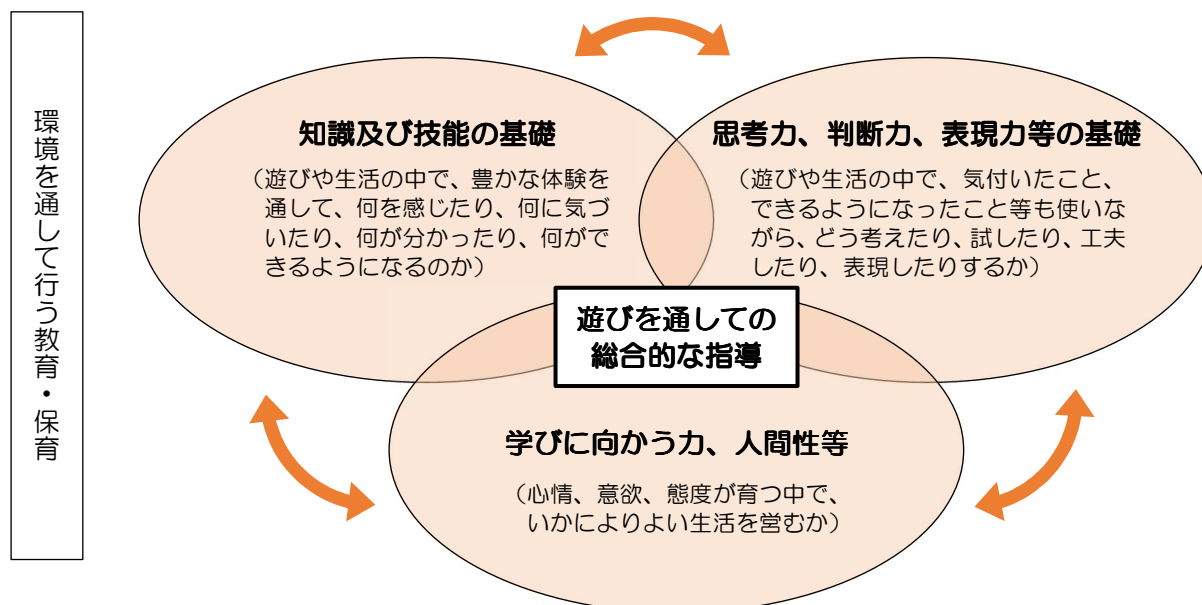 環境を通して行う教育・保育
知識及び技能の基礎
（遊びや生活の中で、豊かな体験を
通して、何を感じたり、何に気づ
いたり、何が分かったり、何がで
きるようになるのか）
思考力、判断力、表現力等の基礎
（遊びや生活の中で、気付いたこと、
できるようになったこと等も使いな
がら、どう考えたり、試したり、工夫
したり、表現したりするか）
遊びを通しての
総合的な指導
学びに向かう力、人間性等
（心情、意欲、態度が育つ中で、
いかによりよい生活を営むか）